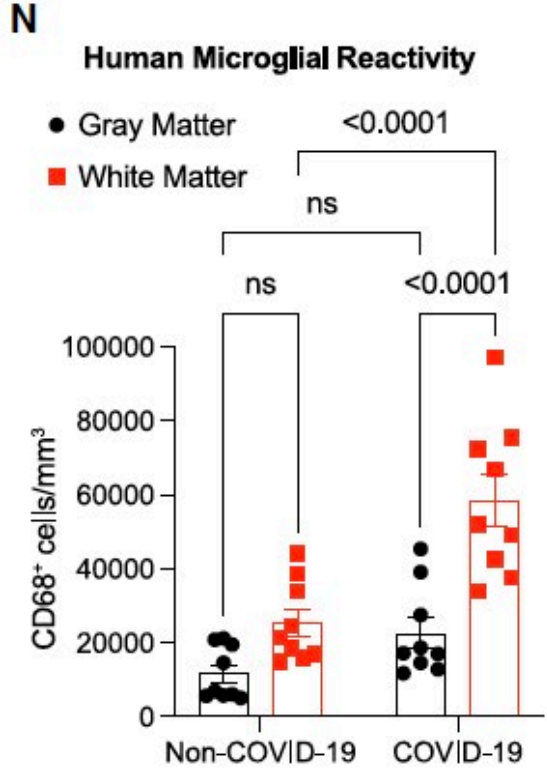 N
Human Microglial Reactivity
Gray Matter
White Matter
<0.0001
ns
ns
<0.0001
CD68⁺ cells/mm³
100000
80000
60000
40000
20000
0
Non-COVID-19
COVID-19